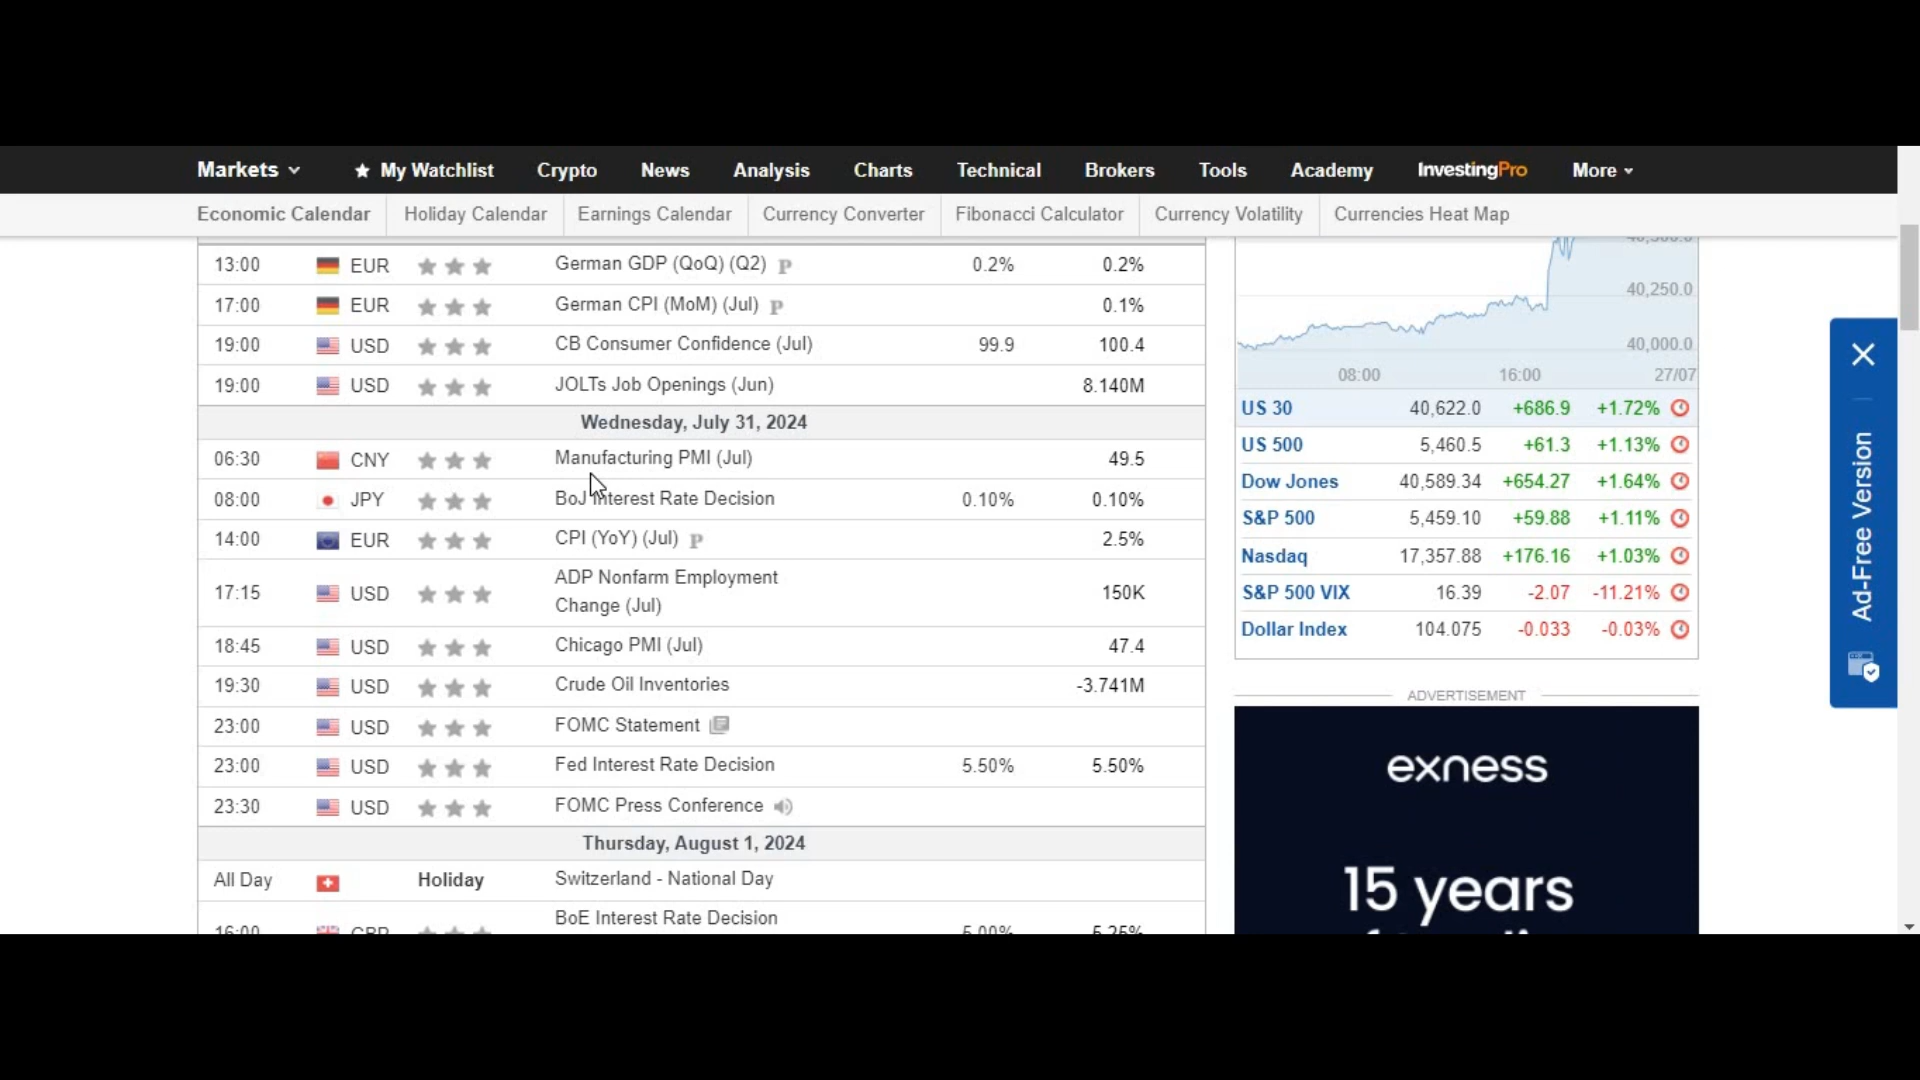 Markets My Watchlist Crypto News Analysis Charts Technical Brokers Tools Academy InvestingPro More
Economic Calendar Holiday Calendar Earnings Calendar Currency Converter Fibonacci Calculator Currency Volatility Currencies Heat Map
13:00 EUR German GDP (QoQ) (Q2) P 0.2% 0.2%
17:00 EUR German CPI (MoM) (Jul) P 0.1%
19:00 USD CB Consumer Confidence (Jul) 99.9 100.4
19:00 USD JOLTs Job Openings (Jun) 8.140M
Wednesday, July 31, 2024
06:30 CNY Manufacturing PMI (Jul) 49.5
08:00 JPY BoJ Interest Rate Decision 0.10% 0.10%
14:00 EUR CPI (YoY) (Jul) P 2.5%
17:15 USD ADP Nonfarm Employment
Change (Jul) 150K
18:45 USD Chicago PMI (Jul) 47.4
19:30 USD Crude Oil Inventories -3.741M
23:00 USD FOMC Statement
23:00 USD Fed Interest Rate Decision 5.50% 5.50%
23:30 USD FOMC Press Conference
Thursday, August 1, 2024
All Day Holiday Switzerland - National Day
BoE Interest Rate Decision
16:00 GBP 5.00% 5.25%
40,250.0
40,000.0
08:00 16:00 27/07
US 30 40,622.0 +686.9 +1.72%
US 500 5,460.5 +61.3 +1.13%
Dow Jones 40,589.34 +654.27 +1.64%
S&P 500 5,459.10 +59.88 +1.11%
Nasdaq 17,357.88 +176.16 +1.03%
S&P 500 VIX 16.39 -2.07 -11.21%
Dollar Index 104.075 -0.033 -0.03%
ADVERTISEMENT
exness
15 years
Ad-Free Version